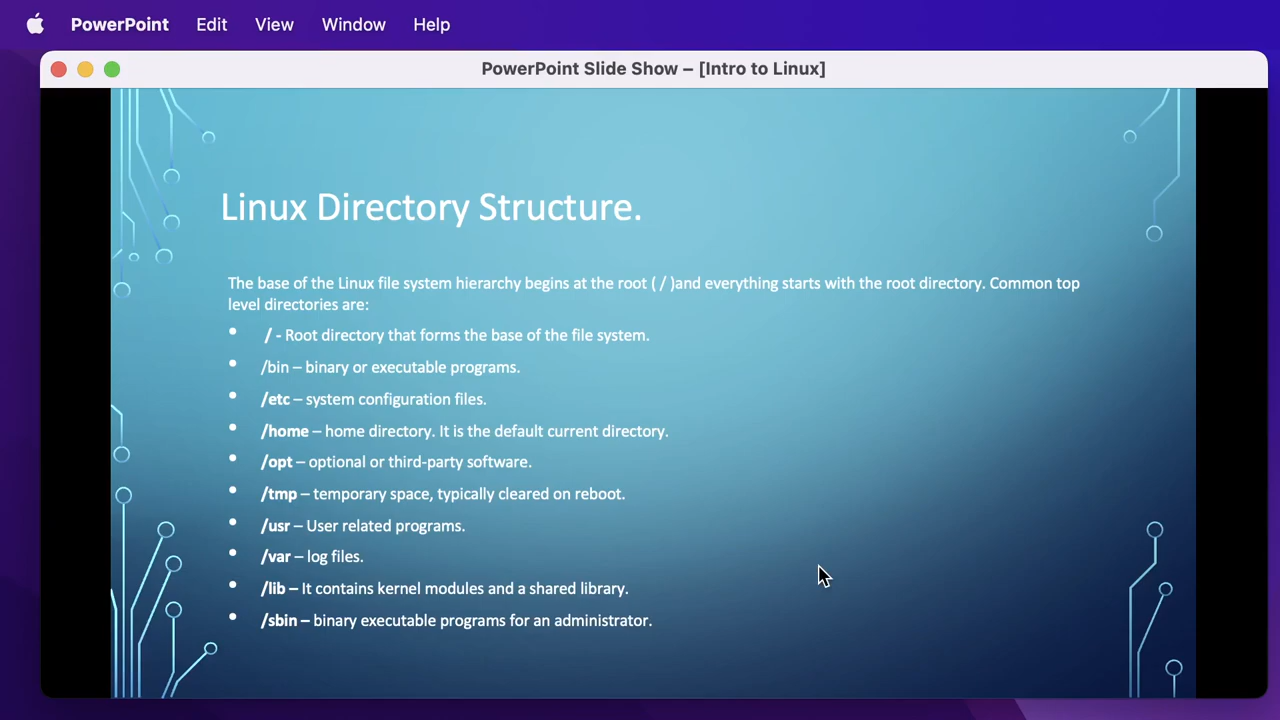 PowerPoint Edit View Window Help
PowerPoint Slide Show – [Intro to Linux]
Linux Directory Structure.
The base of the Linux file system hierarchy begins at the root ( / )and everything starts with the root directory. Common top
level directories are:
• / - Root directory that forms the base of the file system.
• /bin – binary or executable programs.
• /etc – system configuration files.
• /home – home directory. It is the default current directory.
• /opt – optional or third-party software.
• /tmp – temporary space, typically cleared on reboot.
• /usr – User related programs.
• /var – log files.
• /lib – It contains kernel modules and a shared library.
• /sbin – binary executable programs for an administrator.